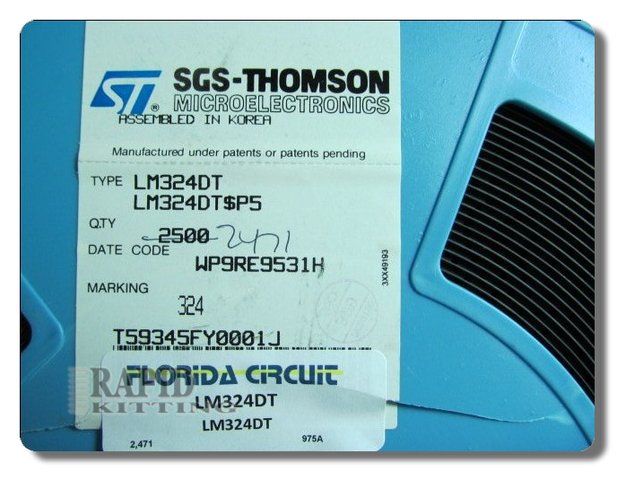 ST® SGS-THOMSON
MICROELECTRONICS
ASSEMBLED IN KOREA
Manufactured under patents or patents pending
TYPE LM324DT
LM324DT$P5
QTY
2500 2471
DATE CODE
WP9RE9531H
MARKING
324
3XX49193
T59345FY0001J
FLORIDA CIRCUIT
RAPID
KITTING
LM324DT
LM324DT
2,471 975A